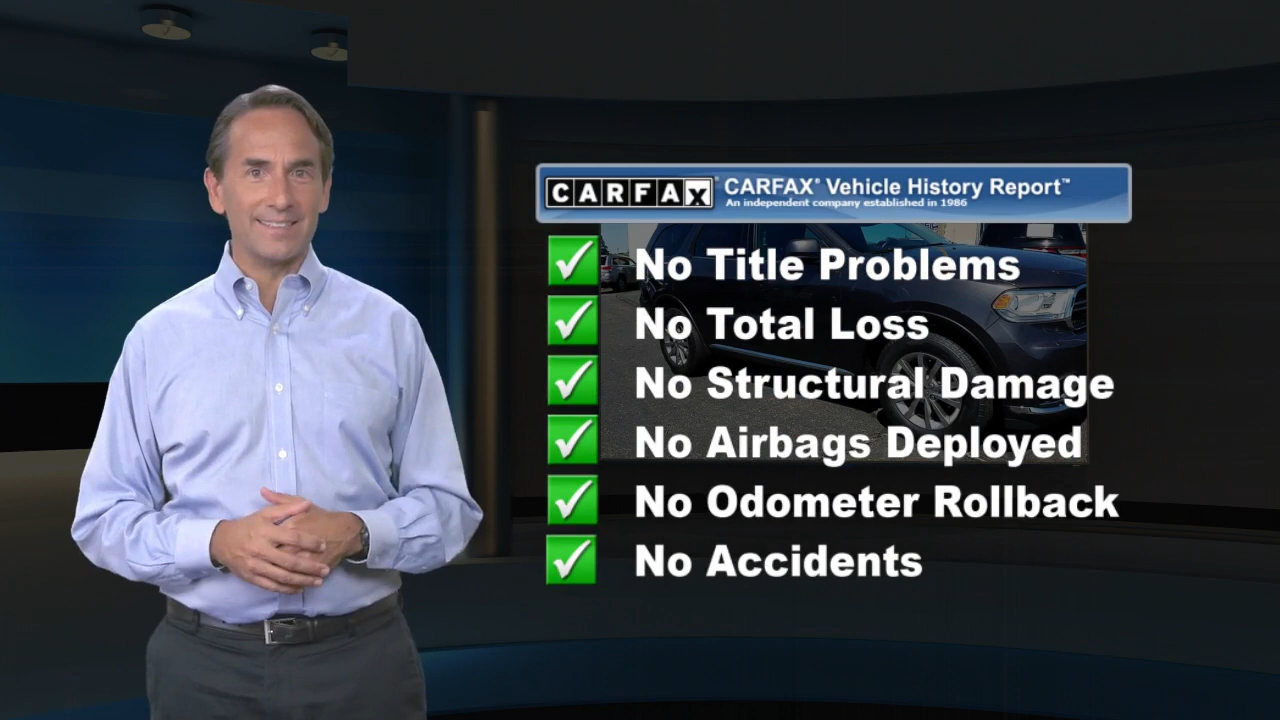 CARFAX® CARFAX® Vehicle History Report™
An independent company established in 1986
No Title Problems
No Total Loss
No Structural Damage
No Airbags Deployed
No Odometer Rollback
No Accidents